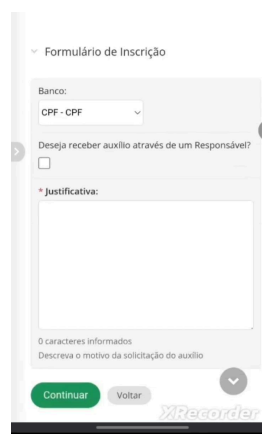 Formulário de Inscrição
Banco:
CPF - CPF
Deseja receber auxílio através de um Responsável?
* Justificativa:
0 caracteres informados
Descreva o motivo da solicitação do auxílio
Continuar Voltar
XRecorder